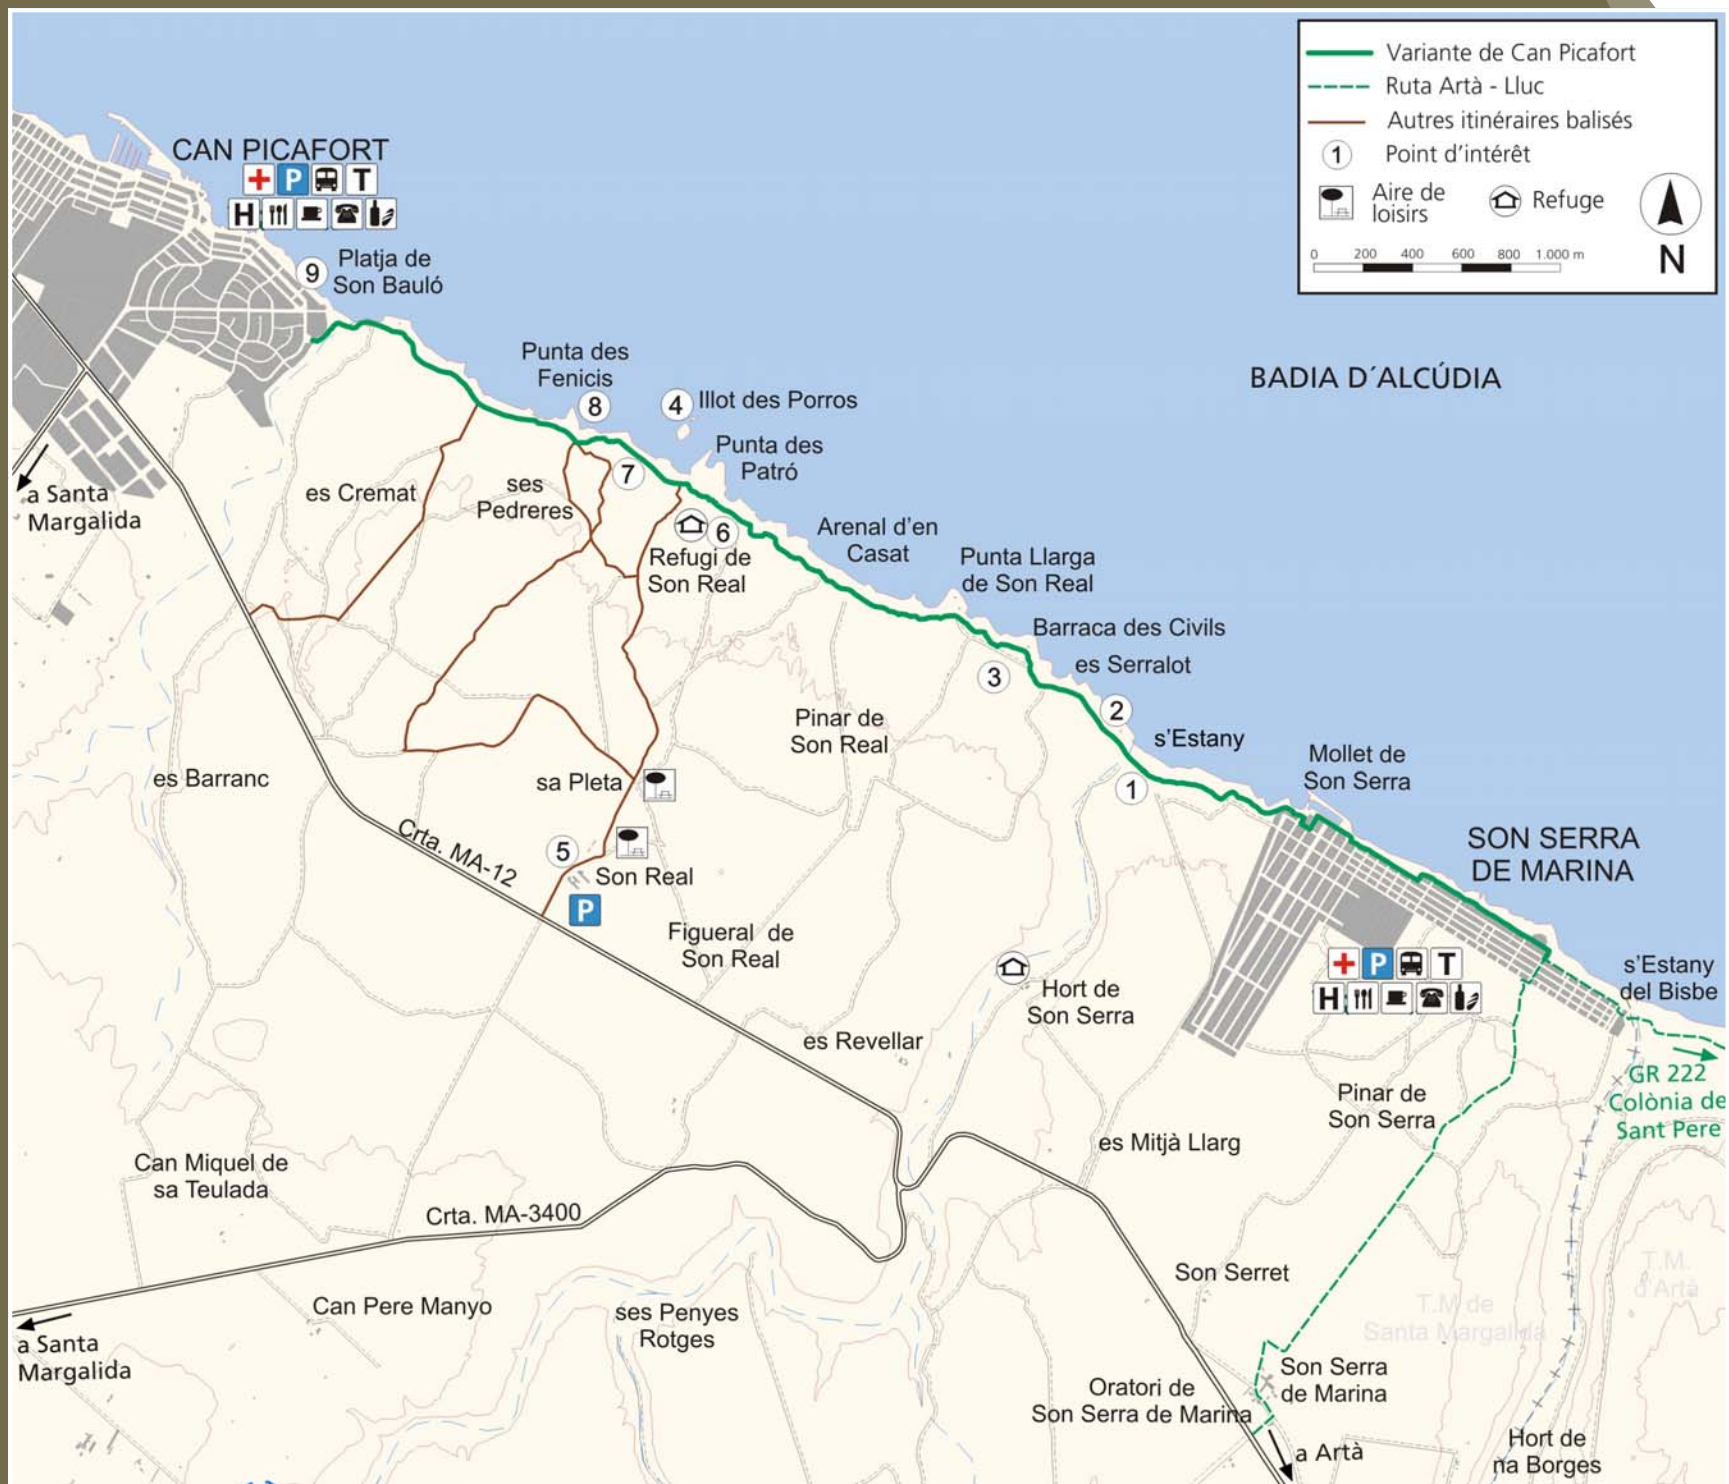 Variante de Can Picafort
Ruta Artà - Lluc
Autres itinéraires balisés
1 Point d'intérêt
Aire de
loisirs
Refuge
0 200 400 600 800 1.000 m
N
CAN PICAFORT
P T
H
9
Platja de
Son Bauló
Punta des
Fenicis
8
4 Illot des Porros
BADIA D´ALCÚDIA
Punta des
Patró
7
a Santa
Margalida
es Cremat
ses
Pedreres
6
Refugi de
Son Real
Arenal d'en
Casat
Punta Llarga
de Son Real
Barraca des Civils
es Serralot
3
2
s'Estany
1
Pinar de
Son Real
Mollet de
Son Serra
es Barranc
sa Pleta
Crta. MA-12
5
Son Real
P
SON SERRA
DE MARINA
Figueral de
Son Real
P T
H
s'Estany
del Bisbe
Hort de
Son Serra
es Revellar
GR 222
Colònia de
Sant Pere
Pinar de
Son Serra
es Mitjà Llarg
Can Miquel de
sa Teulada
Crta. MA-3400
Son Serret
T.M.
d'Artà
T.M de
Santa Margalida
Can Pere Manyo
ses Penyes
Rotges
a Santa
Margalida
Son Serra
de Marina
Oratori de
Son Serra de Marina
a Artà
Hort de
na Borges